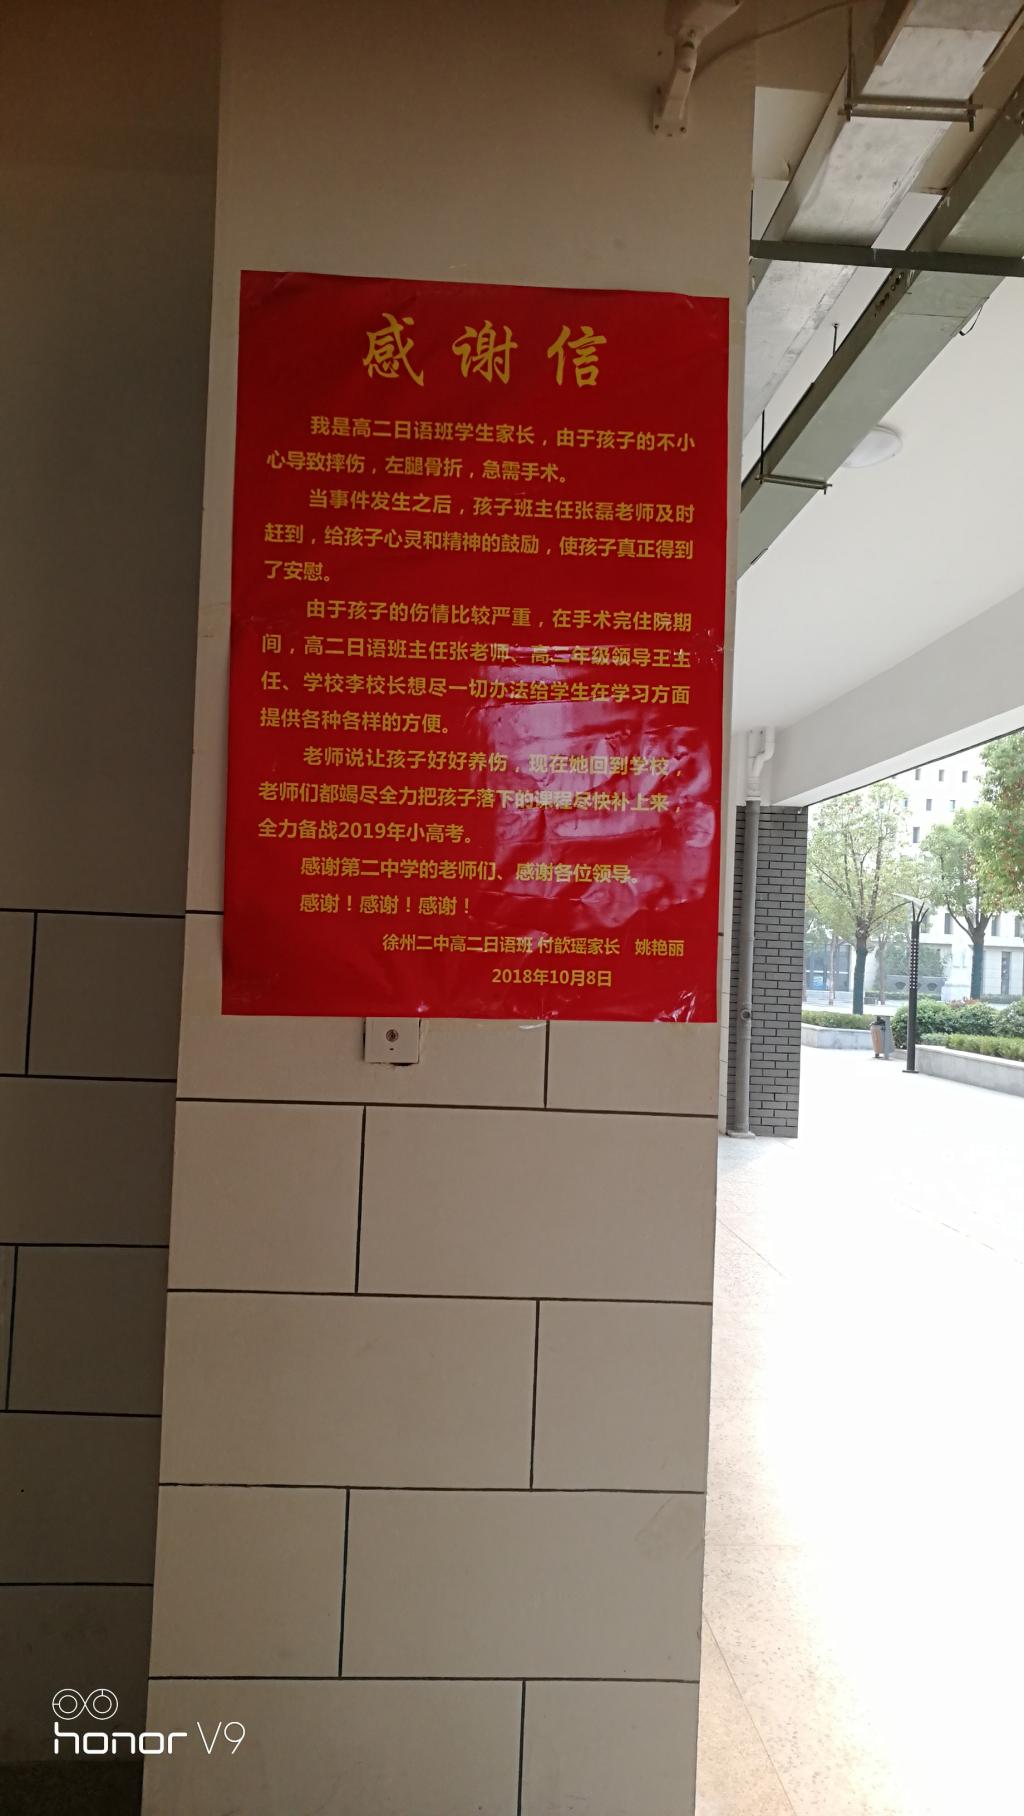 感谢信
我是高二日语班学生家长，由于孩子的不小
心导致摔伤，左腿骨折，急需手术。
当事件发生之后，孩子班主任张磊老师及时
赶到，给孩子心灵和精神的鼓励，使孩子真正得到
了安慰。
由于孩子的伤情比较严重，在手术完住院期
间，高二日语班主任张老师、高二年级领导王主
任、学校李校长想尽一切办法给学生在学习方面
提供各种各样的方便。
老师说让孩子好好养伤，现在她回到学校，
老师们都竭尽全力把孩子落下的课程尽快补上来，
全力备战2019年小高考。
感谢第二中学的老师们、感谢各位领导。
感谢！感谢！感谢！
徐州二中高二日语班 付歆瑶家长 姚艳丽
2018年10月8日
honor V9